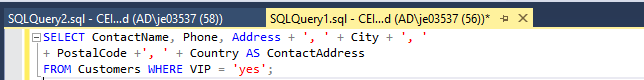 SQLQuery2.sql - CEI...d (AD\je03537 (58)) SQLQuery1.sql - CEI...d (AD\je03537 (56))*
SELECT ContactName, Phone, Address + ', ' + City + ', '
+ PostalCode +', ' + Country AS ContactAddress
FROM Customers WHERE VIP = 'yes';